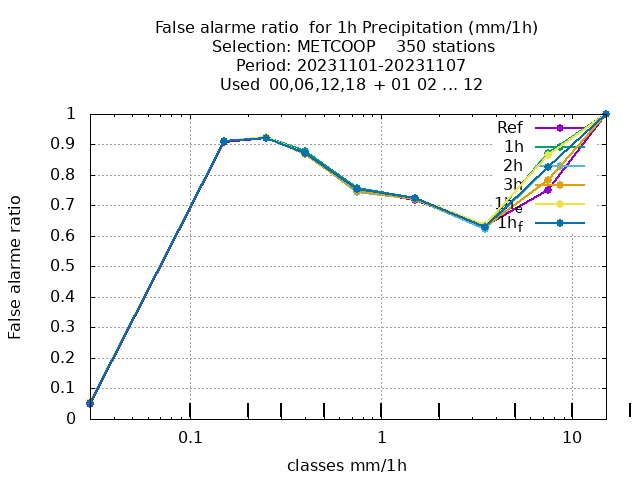 False alarme ratio  for 1h Precipitation (mm/1h)
Selection: METCOOP    350 stations
Period: 20231101-20231107
Used  00,06,12,18  + 01 02 ... 12
False alarme ratio
1
0.9
0.8
0.7
0.6
0.5
0.4
0.3
0.2
0.1
0
0.1
1
10
classes mm/1h
Ref
1h
2h
3h
1hf